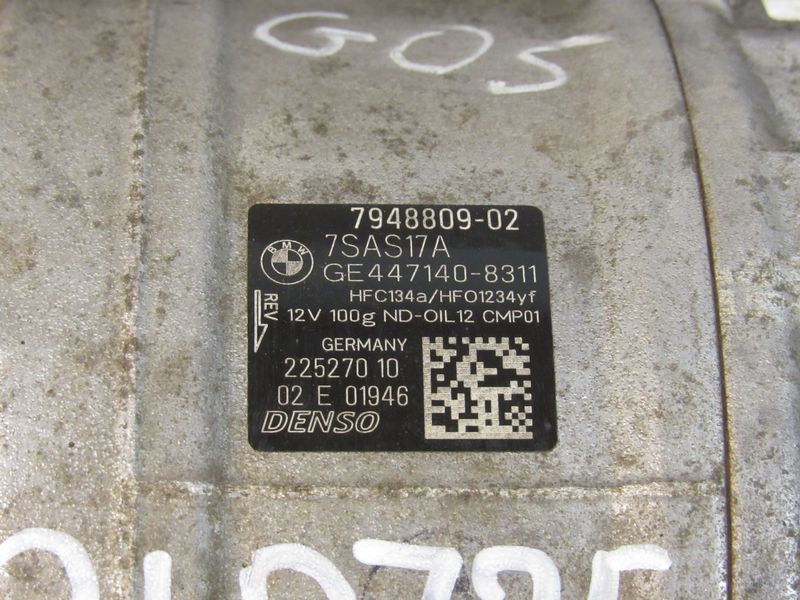 G05
7948809-02
BMW
7SAS17A
GE447140-8311
HFC134a/HFO1234yf
REV
12V 100g ND-OIL12 CMP01
GERMANY
225270 10
02 E 01946
DENSO